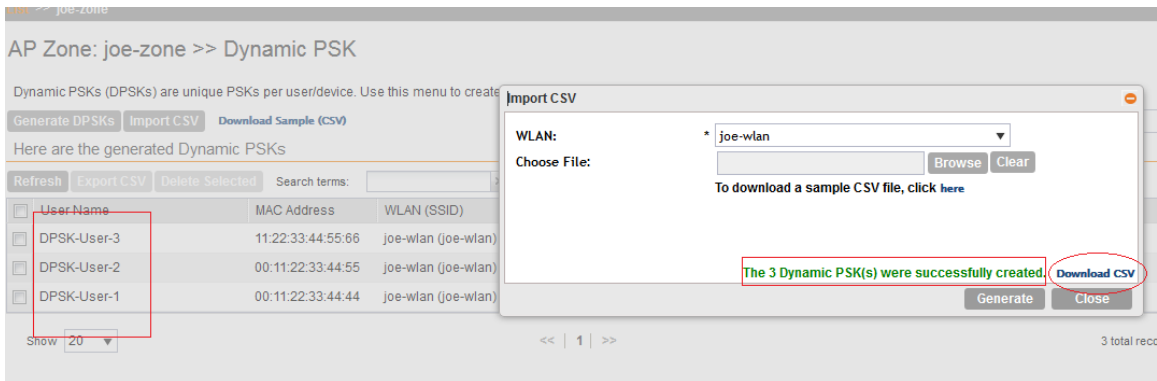 >> joe-zone
AP Zone: joe-zone >> Dynamic PSK
Dynamic PSKs (DPSKs) are unique PSKs per user/device. Use this menu to create
Generate DPSKs Import CSV Download Sample (CSV)
Here are the generated Dynamic PSKs
Refresh Export CSV Delete Selected Search terms:
User Name MAC Address WLAN (SSID)
DPSK-User-3 11:22:33:44:55:66 joe-wlan (joe-wlan)
DPSK-User-2 00:11:22:33:44:55 joe-wlan (joe-wlan)
DPSK-User-1 00:11:22:33:44:44 joe-wlan (joe-wlan)
Show 20 << | 1 | >> 3 total reco
Import CSV
WLAN: * joe-wlan
Choose File: Browse Clear
To download a sample CSV file, click here
The 3 Dynamic PSK(s) were successfully created. Download CSV
Generate Close